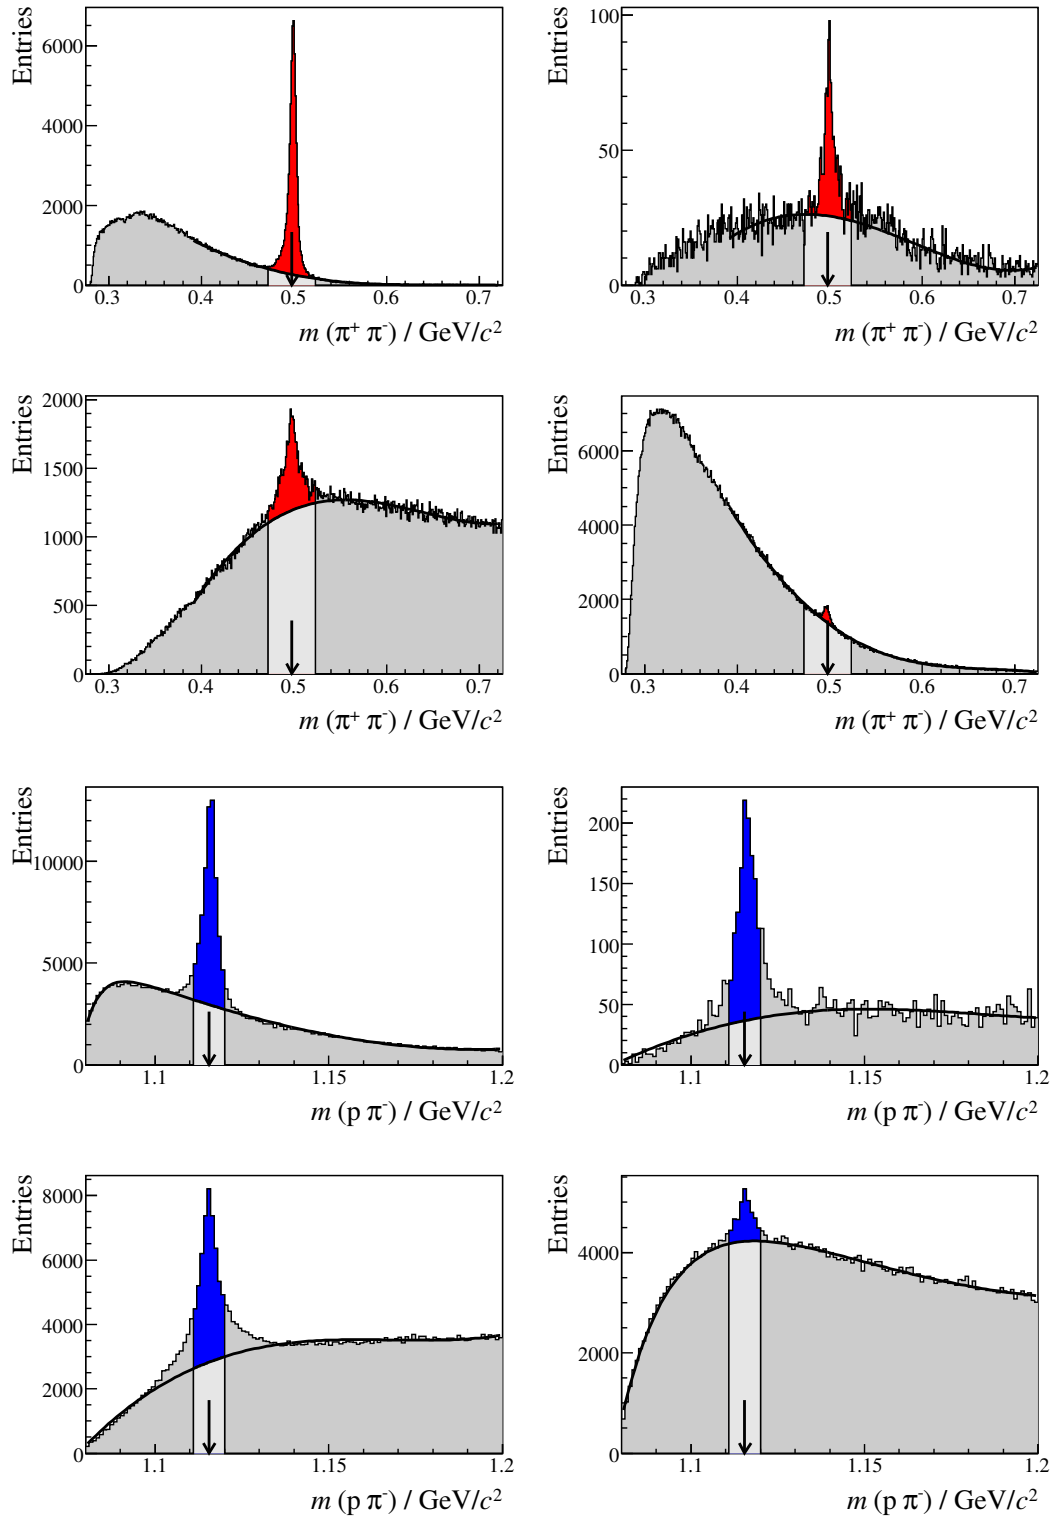 Entries
6000
4000
2000
0
0.3 0.4 0.5 0.6 0.7
m (π⁺ π⁻) / GeV/c²
Entries
100
50
0
0.3 0.4 0.5 0.6 0.7
m (π⁺ π⁻) / GeV/c²
Entries
2000
1500
1000
500
0
0.3 0.4 0.5 0.6 0.7
m (π⁺ π⁻) / GeV/c²
Entries
6000
4000
2000
0
0.3 0.4 0.5 0.6 0.7
m (π⁺ π⁻) / GeV/c²
Entries
10000
5000
0
1.1 1.15 1.2
m (p π⁻) / GeV/c²
Entries
200
150
100
50
0
1.1 1.15 1.2
m (p π⁻) / GeV/c²
Entries
8000
6000
4000
2000
0
1.1 1.15 1.2
m (p π⁻) / GeV/c²
Entries
4000
2000
0
1.1 1.15 1.2
m (p π⁻) / GeV/c²